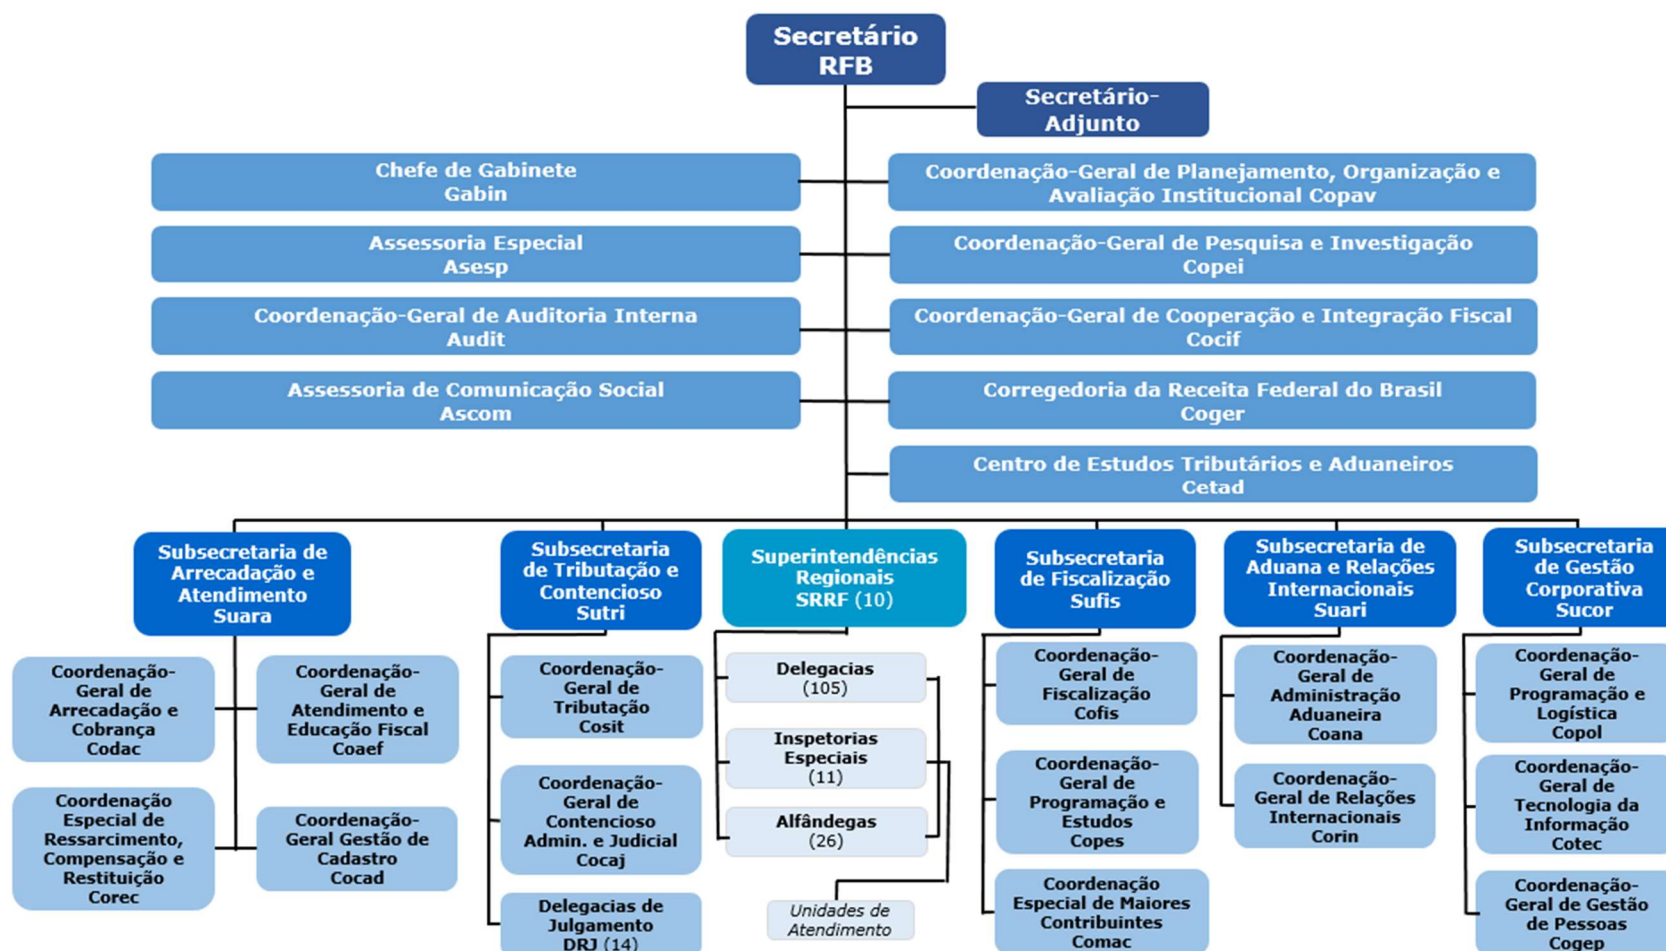 Secretário
RFB
Secretário-
Adjunto
Chefe de Gabinete
Gabin
Coordenação-Geral de Planejamento, Organização e
Avaliação Institucional Copav
Assessoria Especial
Asesp
Coordenação-Geral de Pesquisa e Investigação
Copei
Coordenação-Geral de Auditoria Interna
Audit
Coordenação-Geral de Cooperação e Integração Fiscal
Cocif
Assessoria de Comunicação Social
Ascom
Corregedoria da Receita Federal do Brasil
Coger
Centro de Estudos Tributários e Aduaneiros
Cetad
Subsecretaria de
Arrecadação e
Atendimento
Suara
Subsecretaria
de Tributação e
Contencioso
Sutri
Superintendências
Regionais
SRRF (10)
Subsecretaria
de Fiscalização
Sufis
Subsecretaria de
Aduana e Relações
Internacionais
Suari
Subsecretaria
de Gestão
Corporativa
Sucor
Coordenação-
Geral de
Arrecadação e
Cobrança
Codac
Coordenação-
Geral de
Atendimento e
Educação Fiscal
Coaef
Coordenação
Especial de
Ressarcimento,
Compensação e
Restituição
Corec
Coordenação-
Geral Gestão de
Cadastro
Cocad
Coordenação-
Geral de
Tributação
Cosit
Coordenação-
Geral de
Contencioso
Admin. e Judicial
Cocaj
Delegacias de
Julgamento
DRJ (14)
Delegacias
(105)
Inspetorias
Especiais
(11)
Alfândegas
(26)
Unidades de
Atendimento
Coordenação-
Geral de
Fiscalização
Cofis
Coordenação-
Geral de
Programação e
Estudos
Copes
Coordenação
Especial de Maiores
Contribuintes
Comac
Coordenação-
Geral de
Administração
Aduaneira
Coana
Coordenação-
Geral de Relações
Internacionais
Corin
Coordenação-
Geral de
Programação e
Logística
Copol
Coordenação-
Geral de
Tecnologia da
Informação
Cotec
Coordenação-
Geral de Gestão
de Pessoas
Cogep